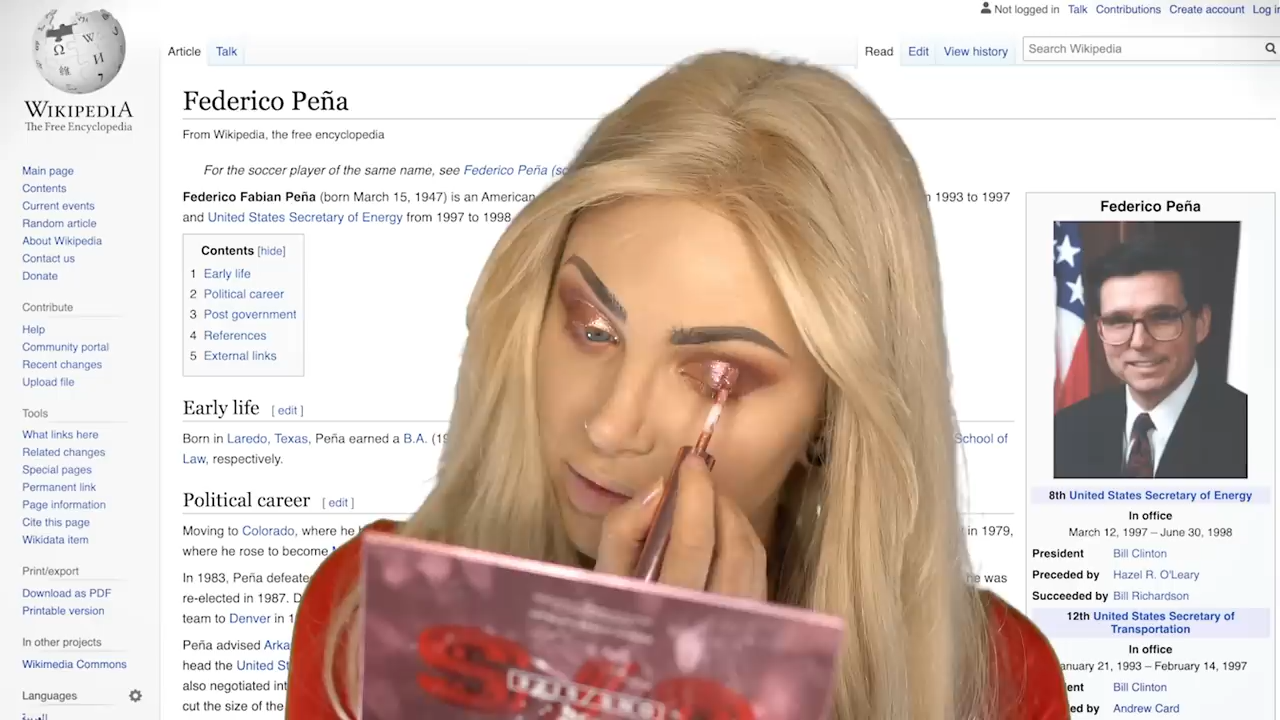 Not logged in Talk Contributions Create account Log in
Article Talk Read Edit View history Search Wikipedia
WIKIPEDIA
The Free Encyclopedia
Federico Peña
From Wikipedia, the free encyclopedia
For the soccer player of the same name, see Federico Peña (so
Federico Fabian Peña (born March 15, 1947) is an American
1993 to 1997
and United States Secretary of Energy from 1997 to 1998
Contents [hide]
1 Early life
2 Political career
3 Post government
4 References
5 External links
Early life [ edit ]
Born in Laredo, Texas, Peña earned a B.A. (19
School of
Law, respectively.
Political career [ edit ]
Moving to Colorado, where he
in 1979,
where he rose to become
In 1983, Peña defeate
he was
re-elected in 1987. D
team to Denver in 1
Peña advised Arka
head the United St
also negotiated int
cut the size of the
Main page
Contents
Current events
Random article
About Wikipedia
Contact us
Donate
Contribute
Help
Community portal
Recent changes
Upload file
Tools
What links here
Related changes
Special pages
Permanent link
Page information
Cite this page
Wikidata item
Print/export
Download as PDF
Printable version
In other projects
Wikimedia Commons
Languages
Federico Peña
8th United States Secretary of Energy
In office
March 12, 1997 – June 30, 1998
President Bill Clinton
Preceded by Hazel R. O'Leary
Succeeded by Bill Richardson
12th United States Secretary of
Transportation
In office
anuary 21, 1993 – February 14, 1997
ent Bill Clinton
ed by Andrew Card